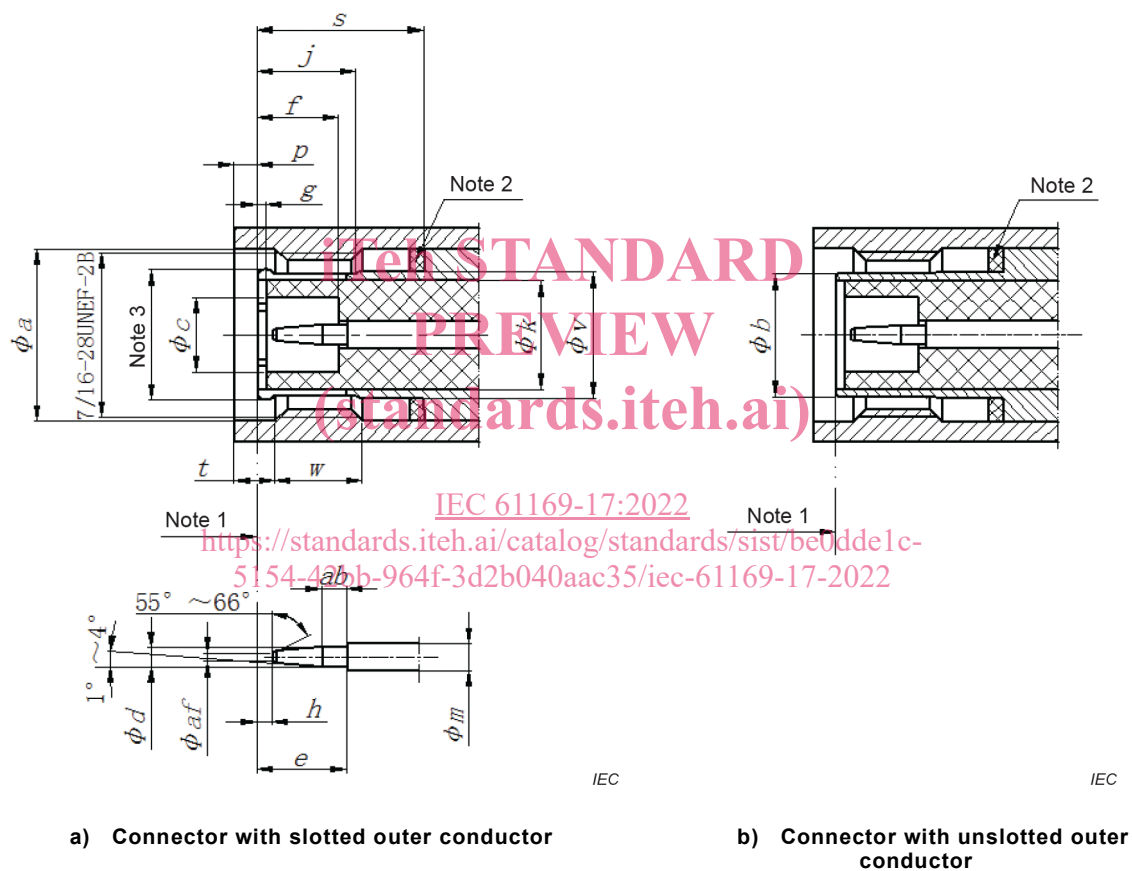 s
j
f
p
g
Note 2
Note 2
iTeh STANDARD
PREVIEW
(standards.iteh.ai)
Φa
7/16-28UNEF-2B
Note 3
Φc
Φk
Φv
Φb
t
w
IEC 61169-17:2022
Note 1
Note 1
https://standards.iteh.ai/catalog/standards/sist/be0dde1c-
5154-42bb-964f-3d2b040aac35/iec-61169-17-2022
ab
55° ~66°
1° ~4°
Φd
Φaf
h
Φm
e
IEC
IEC
a) Connector with slotted outer conductor
b) Connector with unslotted outer
conductor